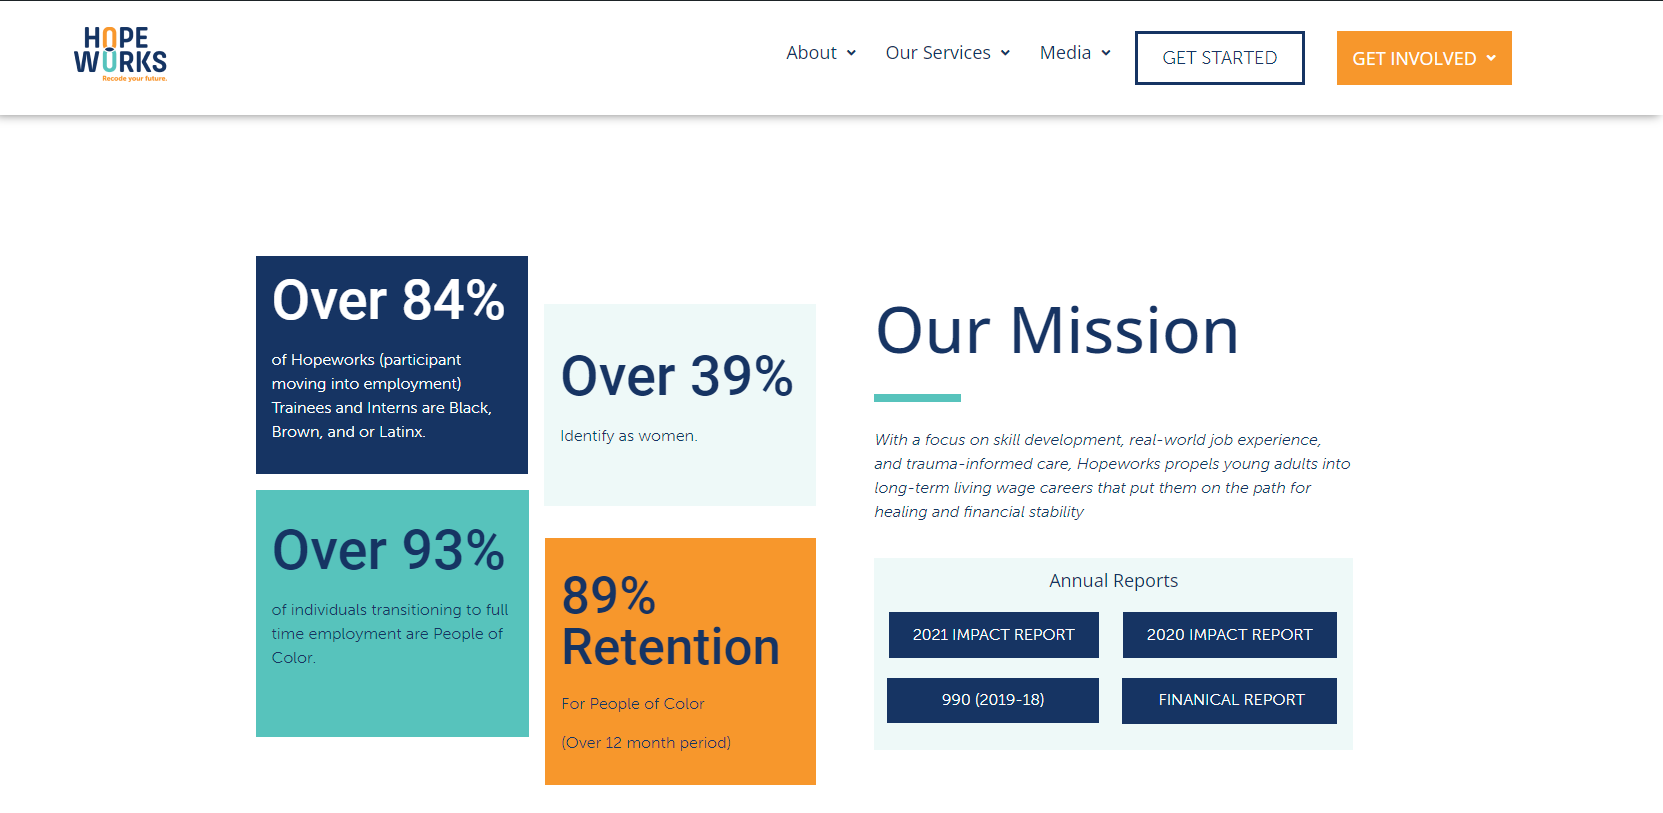 HOPE
WORKS
Recode your future.
About
Our Services
Media
GET STARTED
GET INVOLVED
Over 84%
of Hopeworks (participant
moving into employment)
Trainees and Interns are Black,
Brown, and or Latinx.
Over 39%
Identify as women.
Over 93%
of individuals transitioning to full
time employment are People of
Color.
89%
Retention
For People of Color
(Over 12 month period)
Our Mission
With a focus on skill development, real-world job experience,
and trauma-informed care, Hopeworks propels young adults into
long-term living wage careers that put them on the path for
healing and financial stability
Annual Reports
2021 IMPACT REPORT
2020 IMPACT REPORT
990 (2019-18)
FINANICAL REPORT